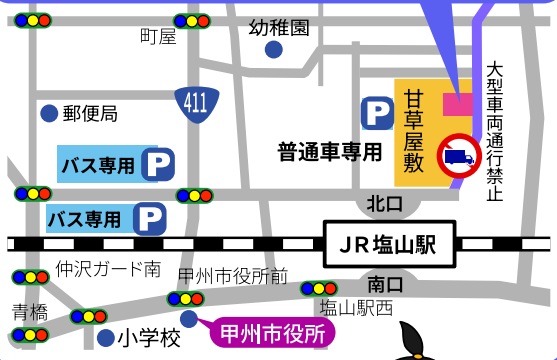 幼稚園
町屋
大型車両通行禁止
411
郵便局
P
甘草屋敷
普通車専用
バス専用 P
バス専用 P
北口
JR塩山駅
仲沢ガード南
甲州市役所前
南口
青橋
塩山駅西
小学校
甲州市役所